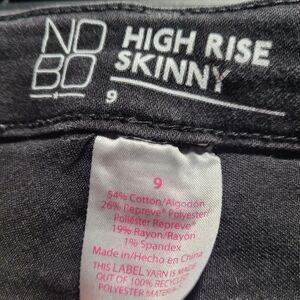 NO
BO
HIGH RISE
SKINNY
9
9
54% Cotton/Algodón
26% Repreve® Polyester/
Poliéster Repreve®
19% Rayon/Rayón
1% Spandex
Made in/Hecho en China
THIS LABEL YARN IS MADE
OUT OF 100% RECYCLED
POLYESTER MATERIAL